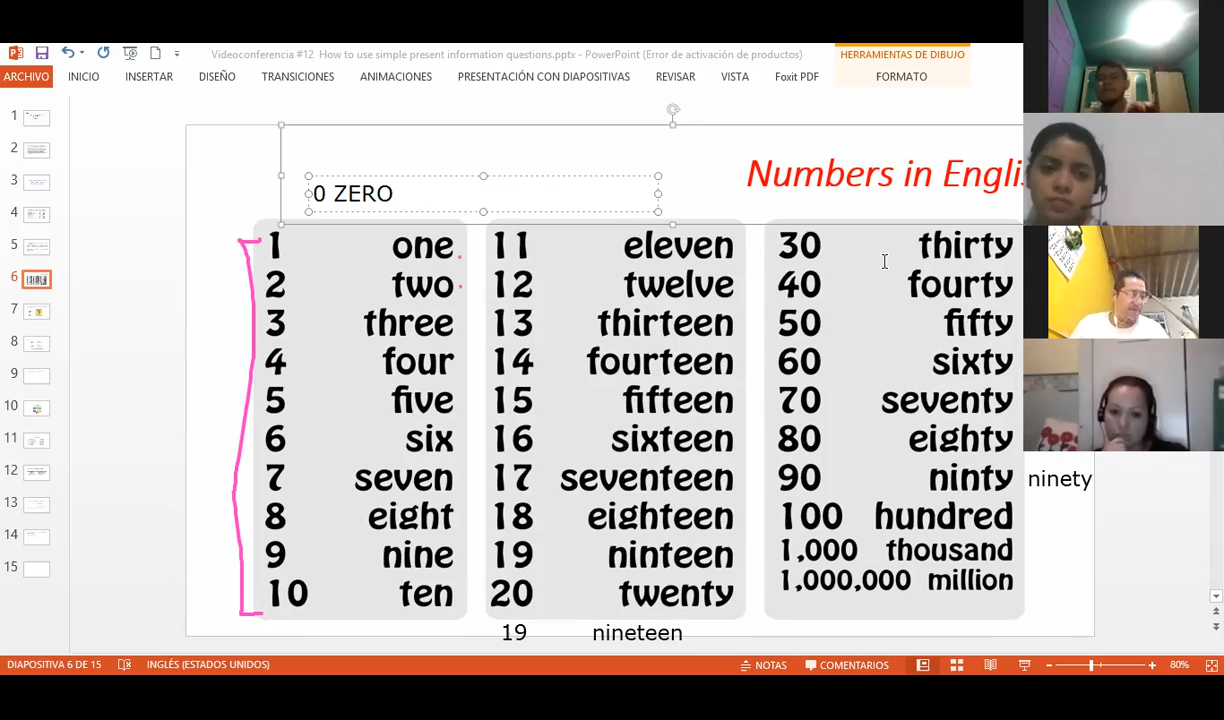 Videoconferencia #12 How to use simple present information questions.pptx - PowerPoint (Error de activación de productos)
HERRAMIENTAS DE DIBUJO
ARCHIVO INICIO INSERTAR DISEÑO TRANSICIONES ANIMACIONES PRESENTACIÓN CON DIAPOSITIVAS REVISAR VISTA Foxit PDF FORMATO
1
2
3
4
5
6
7
8
9
10
11
12
13
14
15
Numbers in Engli
0 ZERO
1 one
2 two
3 three
4 four
5 five
6 six
7 seven
8 eight
9 nine
10 ten
11 eleven
12 twelve
13 thirteen
14 fourteen
15 fifteen
16 sixteen
17 seventeen
18 eighteen
19 ninteen
20 twenty
19 nineteen
30 thirty
40 fourty
50 fifty
60 sixty
70 seventy
80 eighty
90 ninty
ninety
100 hundred
1,000 thousand
1,000,000 million
DIAPOSITIVA 6 DE 15 INGLÉS (ESTADOS UNIDOS) NOTAS COMENTARIOS 80%